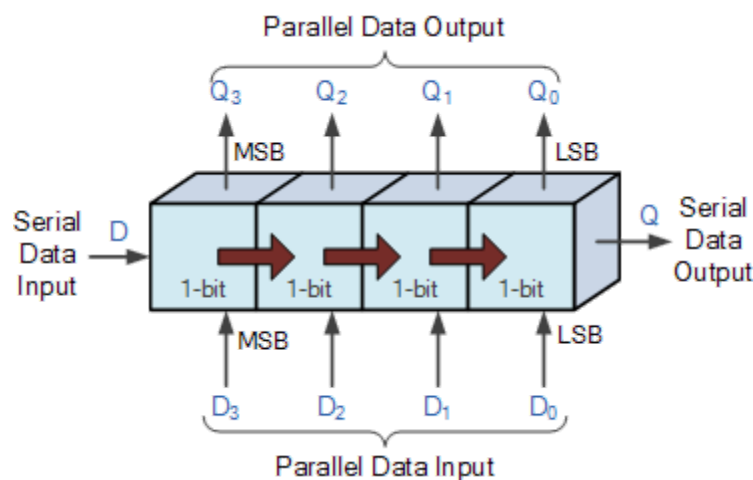 Parallel Data Output
Q₃ Q₂ Q₁ Q₀
MSB LSB
Serial
Data
Input
D
Q
Serial
Data
Output
1-bit 1-bit 1-bit 1-bit
MSB LSB
D₃ D₂ D₁ D₀
Parallel Data Input